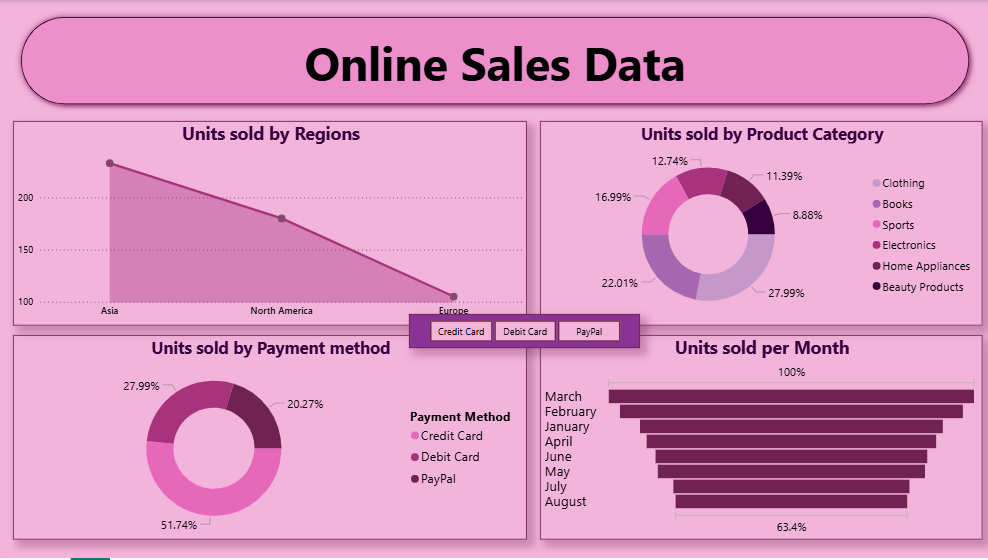 Online Sales Data
Units sold by Regions
200
150
100
Asia
North America
Europe
Units sold by Product Category
12.74%
11.39%
16.99%
8.88%
22.01%
27.99%
Clothing
Books
Sports
Electronics
Home Appliances
Beauty Products
Credit Card
Debit Card
PayPal
Units sold by Payment method
27.99%
20.27%
51.74%
Payment Method
Credit Card
Debit Card
PayPal
Units sold per Month
100%
March
February
January
April
June
May
July
August
63.4%